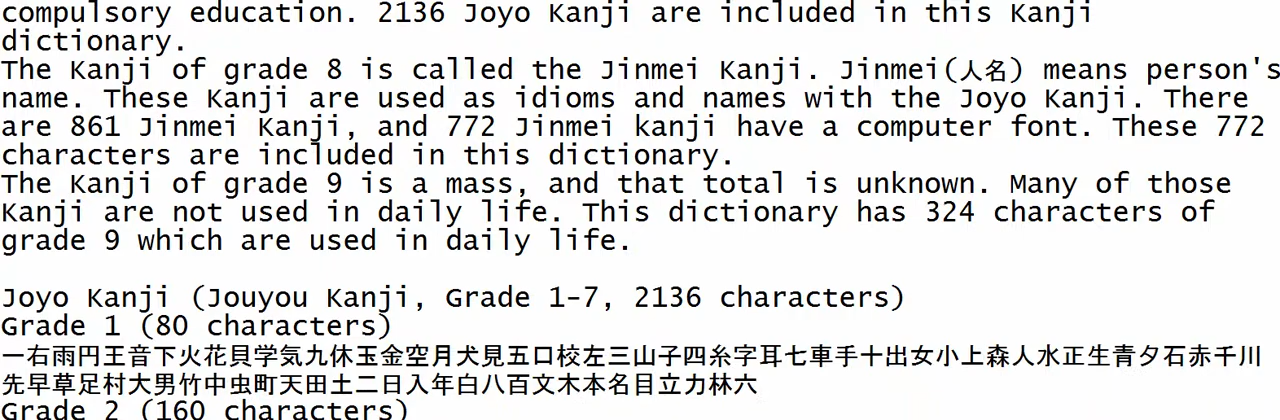 compulsory education. 2136 Joyo Kanji are included in this Kanji
dictionary.
The Kanji of grade 8 is called the Jinmei Kanji. Jinmei(人名) means person's
name. These Kanji are used as idioms and names with the Joyo Kanji. There
are 861 Jinmei Kanji, and 772 Jinmei kanji have a computer font. These 772
characters are included in this dictionary.
The Kanji of grade 9 is a mass, and that total is unknown. Many of those
Kanji are not used in daily life. This dictionary has 324 characters of
grade 9 which are used in daily life.
Joyo Kanji (Jouyou Kanji, Grade 1-7, 2136 characters)
Grade 1 (80 characters)
一右雨円王音下火花貝学気九休玉金空月犬見五口校左三山子四糸字耳七車手十出女小上森人水正生青夕石赤千川
先早草足村大男竹中虫町天田土二日入年白八百文木本名目立力林六
Grade 2 (160 characters)